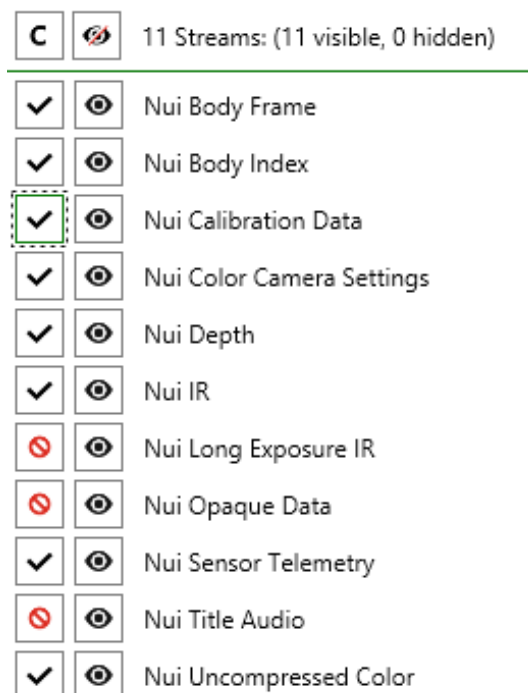 C 11 Streams: (11 visible, 0 hidden)
Nui Body Frame
Nui Body Index
Nui Calibration Data
Nui Color Camera Settings
Nui Depth
Nui IR
Nui Long Exposure IR
Nui Opaque Data
Nui Sensor Telemetry
Nui Title Audio
Nui Uncompressed Color